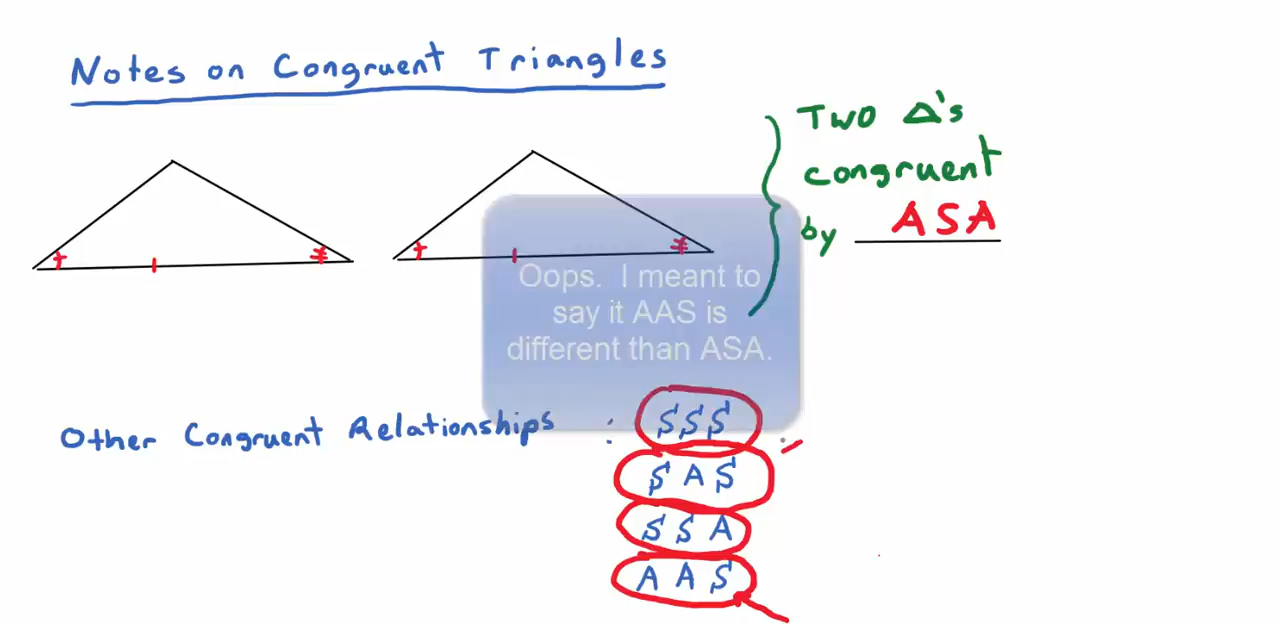 Notes on Congruent Triangles
Two Δ's
congruent
by ASA
Oops. I meant to
say it AAS is
different than ASA.
Other Congruent Relationships : SSS
SAS
SSA
AAS